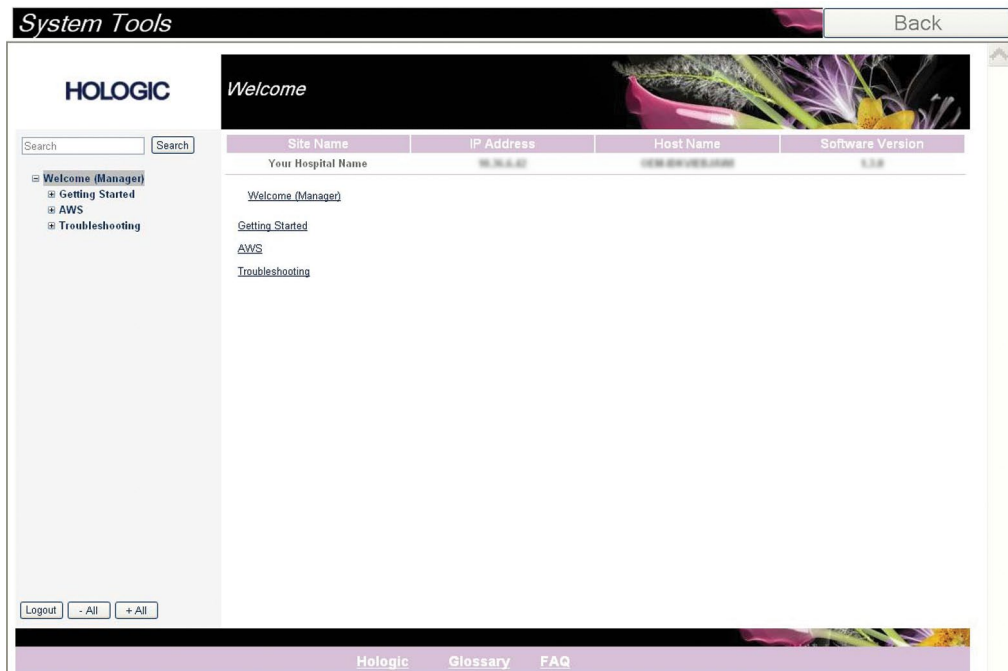 System Tools
Back
HOLOGIC
Welcome
Search
Search
Site Name
IP Address
Host Name
Software Version
Your Hospital Name
Welcome (Manager)
Getting Started
AWS
Troubleshooting
Welcome (Manager)
Getting Started
AWS
Troubleshooting
Logout
- All
+ All
Hologic
Glossary
FAQ